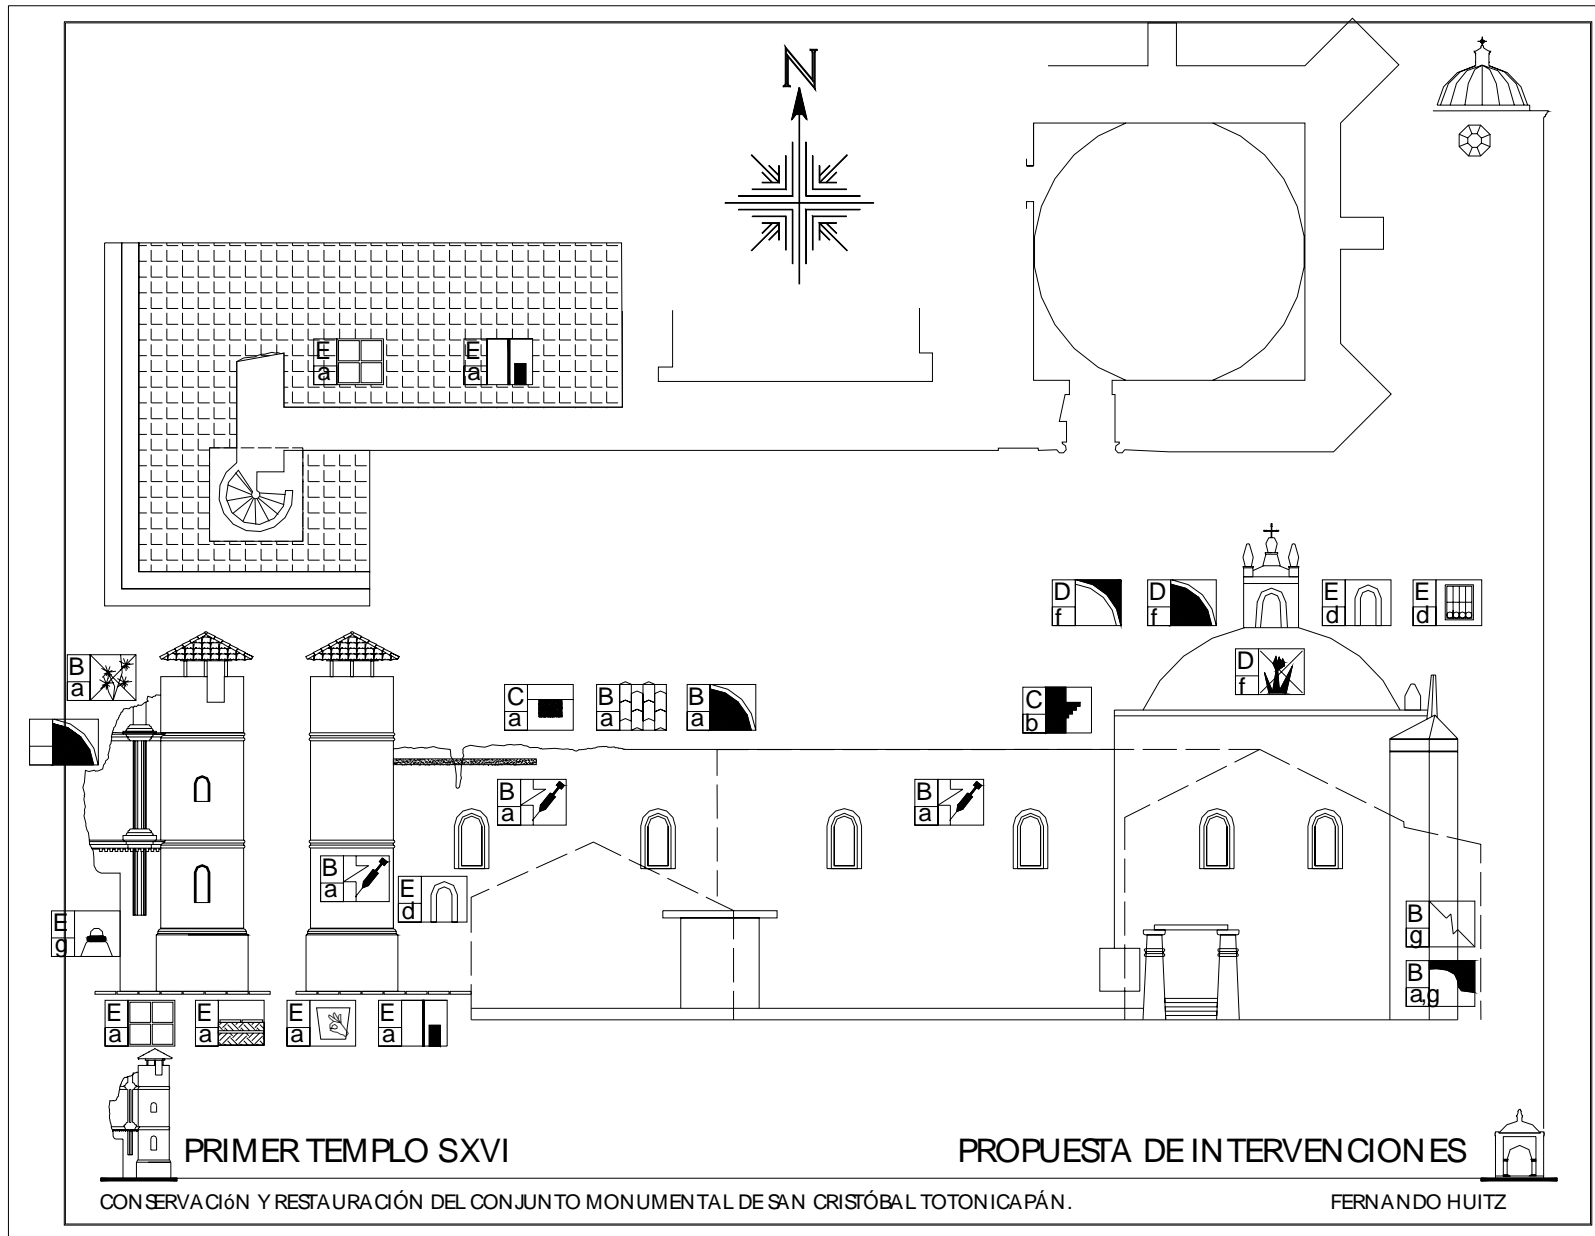 N
E
a
E
a
D
f
D
f
E
d
E
d
B
a
D
f
C
a
B
a
B
a
C
b
B
a
B
a
B
a
E
d
E
g
B
g
B
a,g
E
a
E
a
E
a
E
a
PRIMER TEMPLO SXVI
PROPUESTA DE INTERVENCIONES
CONSERVACIóN Y RESTAURACIÓN DEL CONJUNTO MONUMENTAL DE SAN CRISTÓBAL TOTONICAPÁN.
FERNANDO HUITZ